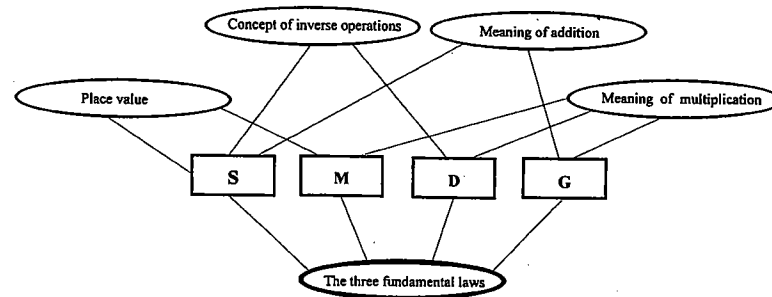 Concept of inverse operations
Meaning of addition
Place value
Meaning of multiplication
S
M
D
G
The three fundamental laws